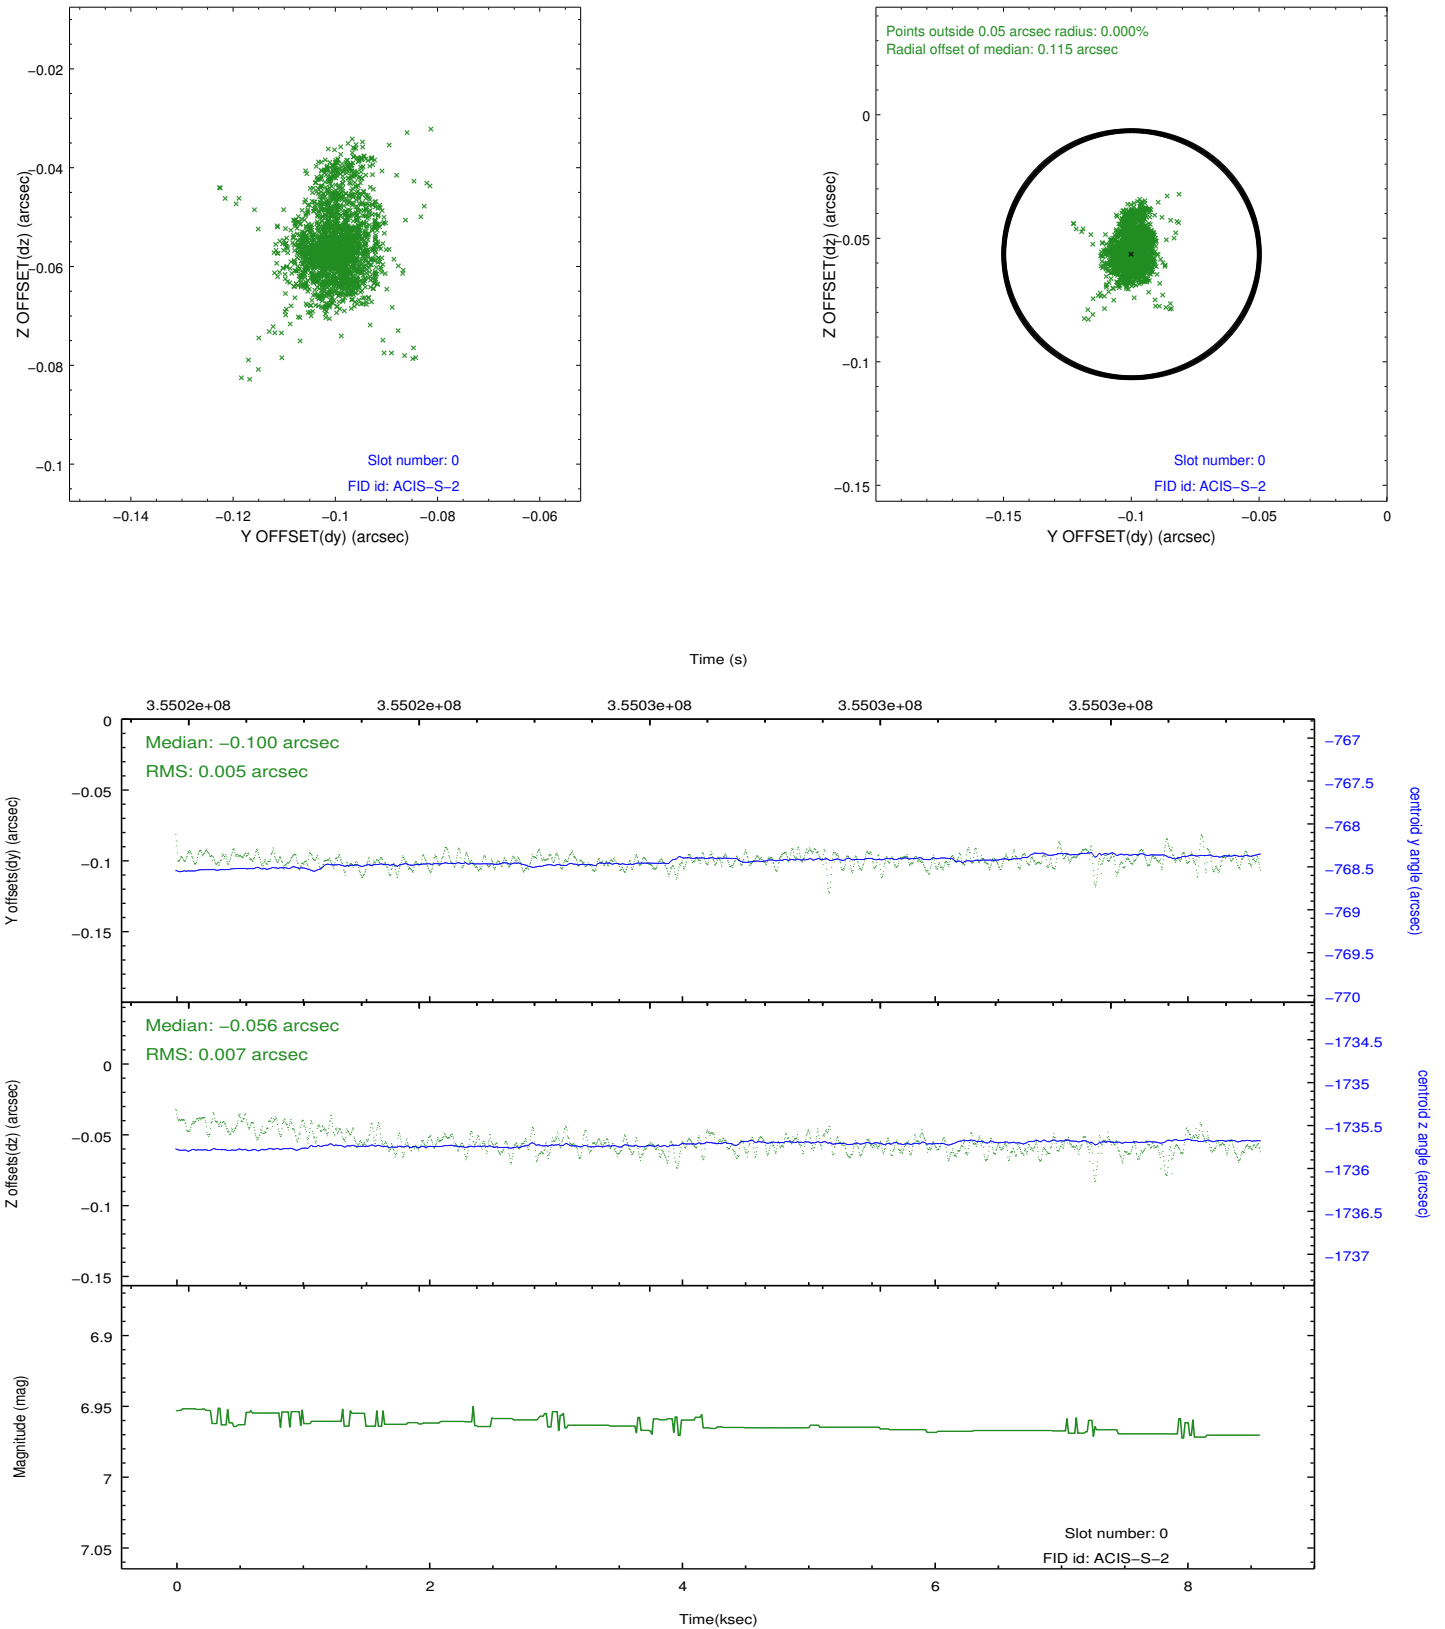 −0.02
−0.04
−0.06
−0.08
−0.1
Z OFFSET(dz) (arcsec)
Slot number: 0
FID id: ACIS−S−2
−0.14
−0.12
−0.1
−0.08
−0.06
Y OFFSET(dy) (arcsec)
Points outside 0.05 arcsec radius: 0.000%
Radial offset of median: 0.115 arcsec
0
−0.05
−0.1
−0.15
Z OFFSET(dz) (arcsec)
Slot number: 0
FID id: ACIS−S−2
−0.15
−0.1
−0.05
0
Y OFFSET(dy) (arcsec)
Time (s)
3.5502e+08
3.5502e+08
3.5503e+08
3.5503e+08
3.5503e+08
0
−0.05
−0.1
−0.15
Y offsets(dy) (arcsec)
Median: −0.100 arcsec
RMS: 0.005 arcsec
−767
−767.5
−768
−768.5
−769
−769.5
−770
centroid y angle (arcsec)
0
−0.05
−0.1
−0.15
Z offsets(dz) (arcsec)
Median: −0.056 arcsec
RMS: 0.007 arcsec
−1734.5
−1735
−1735.5
−1736
−1736.5
−1737
centroid z angle (arcsec)
6.9
6.95
7
7.05
Magnitude (mag)
Slot number: 0
FID id: ACIS−S−2
0
2
4
6
8
Time(ksec)